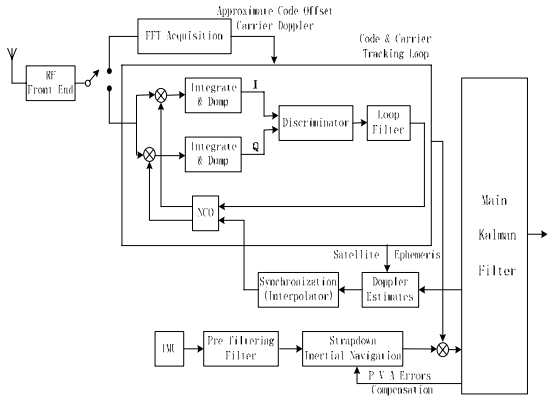 Approximate Code Offset
Carrier Doppler
FFT Acquisition
Code & Carrier
Tracking Loop
RF
Front End
Integrate
& Dump
I
Discriminator
Loop
Filter
Integrate
& Dump
Q
NCO
Main
Kalman
Filter
Satellite Ephemeris
Synchronization
(Interpolator)
Doppler
Estimates
IMU
Pre filtering
Filter
Strapdown
Inertial Navigation
P V A Errors
Compensation